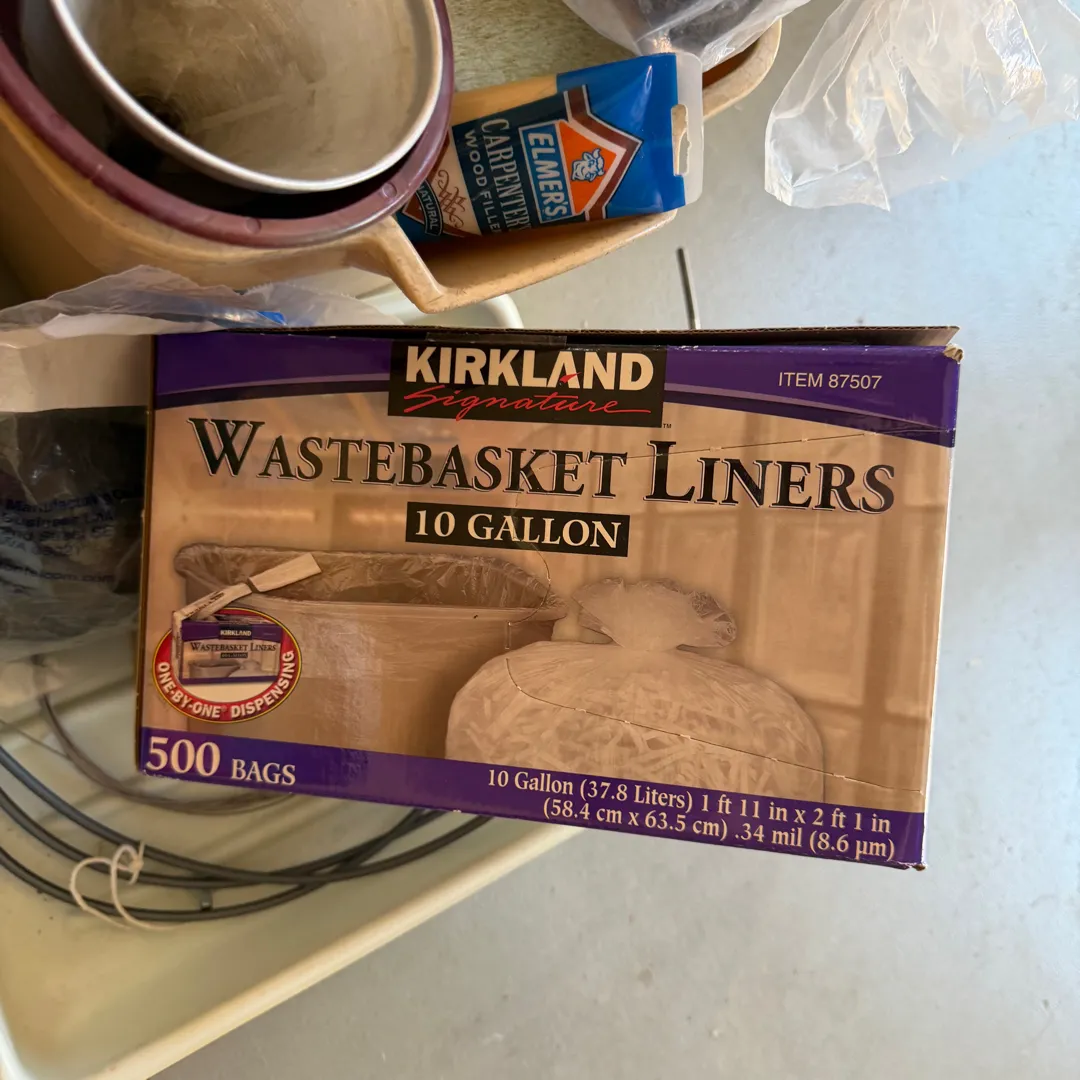 ELMER'S
CARPENTER'S
WOOD FILLER
NATURAL
KIRKLAND
Signature
™
ITEM 87507
WASTEBASKET LINERS
10 GALLON
KIRKLAND
WASTEBASKET LINERS
ONE-BY-ONE® DISPENSING
500 BAGS
10 Gallon (37.8 Liters) 1 ft 11 in x 2 ft 1 in
(58.4 cm x 63.5 cm) .34 mil (8.6 µm)